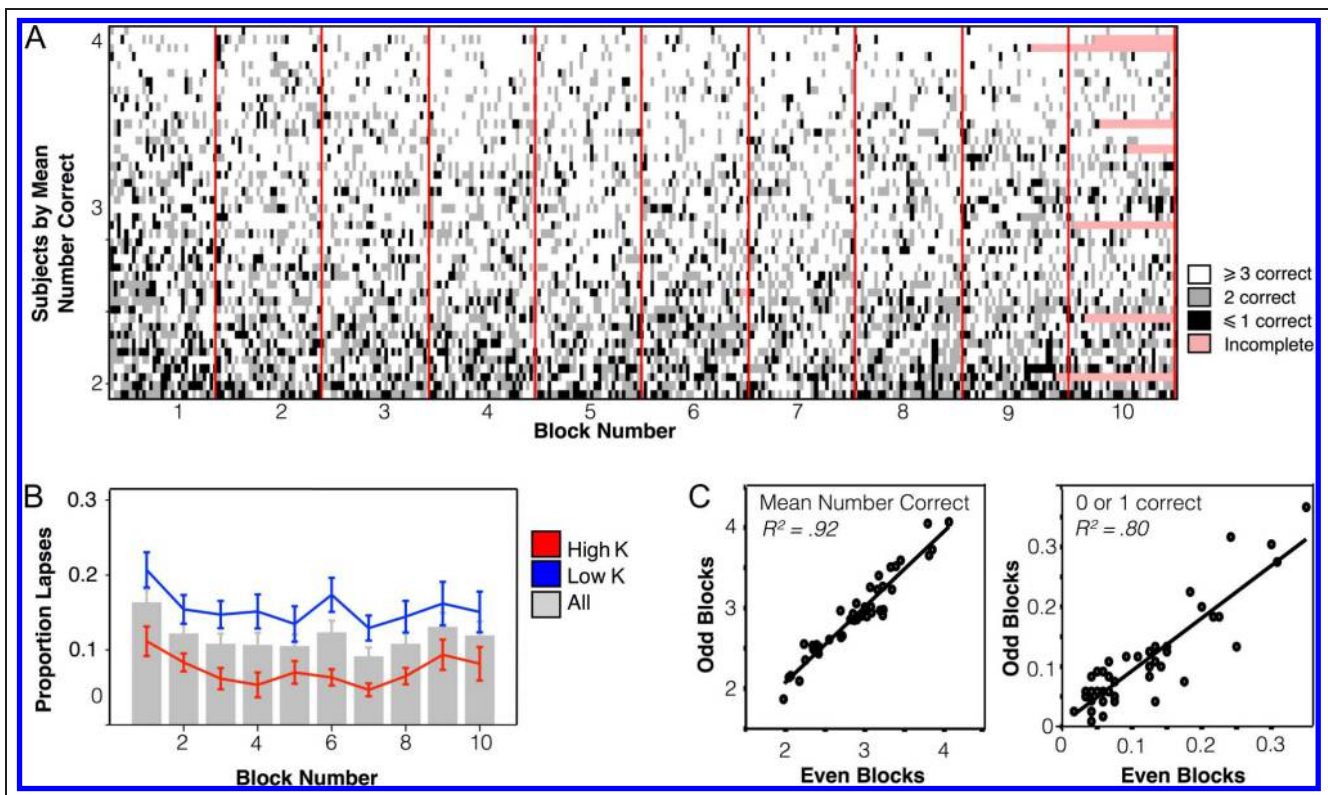 A
4
3
2
Subjects by Mean
Number Correct
1 2 3 4 5 6 7 8 9 10
Block Number
⩾ 3 correct
2 correct
⩽ 1 correct
Incomplete
B
0.3
0.2
0.1
0
Proportion Lapses
2 4 6 8 10
Block Number
High K
Low K
All
C
Mean Number Correct
R² = .92
4
3
2
Odd Blocks
2 3 4
Even Blocks
0 or 1 correct
R² = .80
0.3
0.2
0.1
0
Odd Blocks
0 0.1 0.2 0.3
Even Blocks